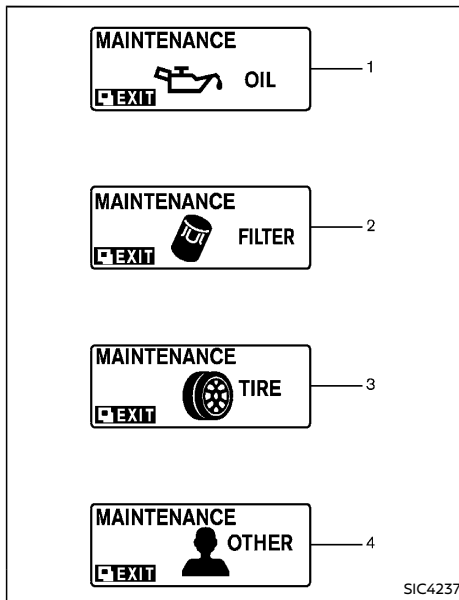 MAINTENANCE
OIL
EXIT
1
MAINTENANCE
FILTER
EXIT
2
MAINTENANCE
TIRE
EXIT
3
MAINTENANCE
OTHER
EXIT
4
SIC4237